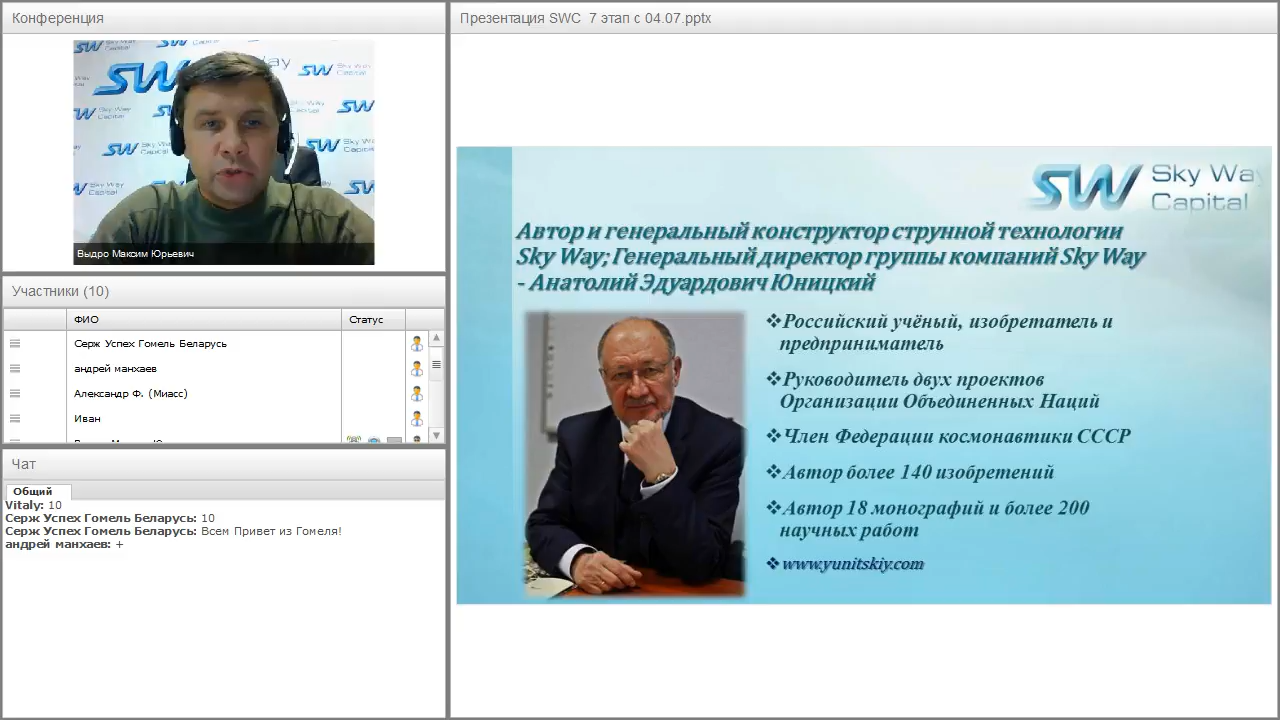 Конференция
Sky Way
Capital
SW
Выдро Максим Юрьевич
Участники (10)
ФИО
Статус
Серж Успех Гомель Беларусь
андрей манхаев
Александр Ф. (Миасс)
Иван
Чат
Общий
Vitaly: 10
Серж Успех Гомель Беларусь: 10
Серж Успех Гомель Беларусь: Всем Привет из Гомеля!
андрей манхаев: +
Презентация SWC 7 этап с 04.07.pptx
SW Sky Way
Capital
Автор и генеральный конструктор струнной технологии
Sky Way; Генеральный директор группы компаний Sky Way
- Анатолий Эдуардович Юницкий
❖Российский учёный, изобретатель и
предприниматель
❖Руководитель двух проектов
Организации Объединенных Наций
❖Член Федерации космонавтики СССР
❖Автор более 140 изобретений
❖Автор 18 монографий и более 200
научных работ
❖www.yunitskiy.com